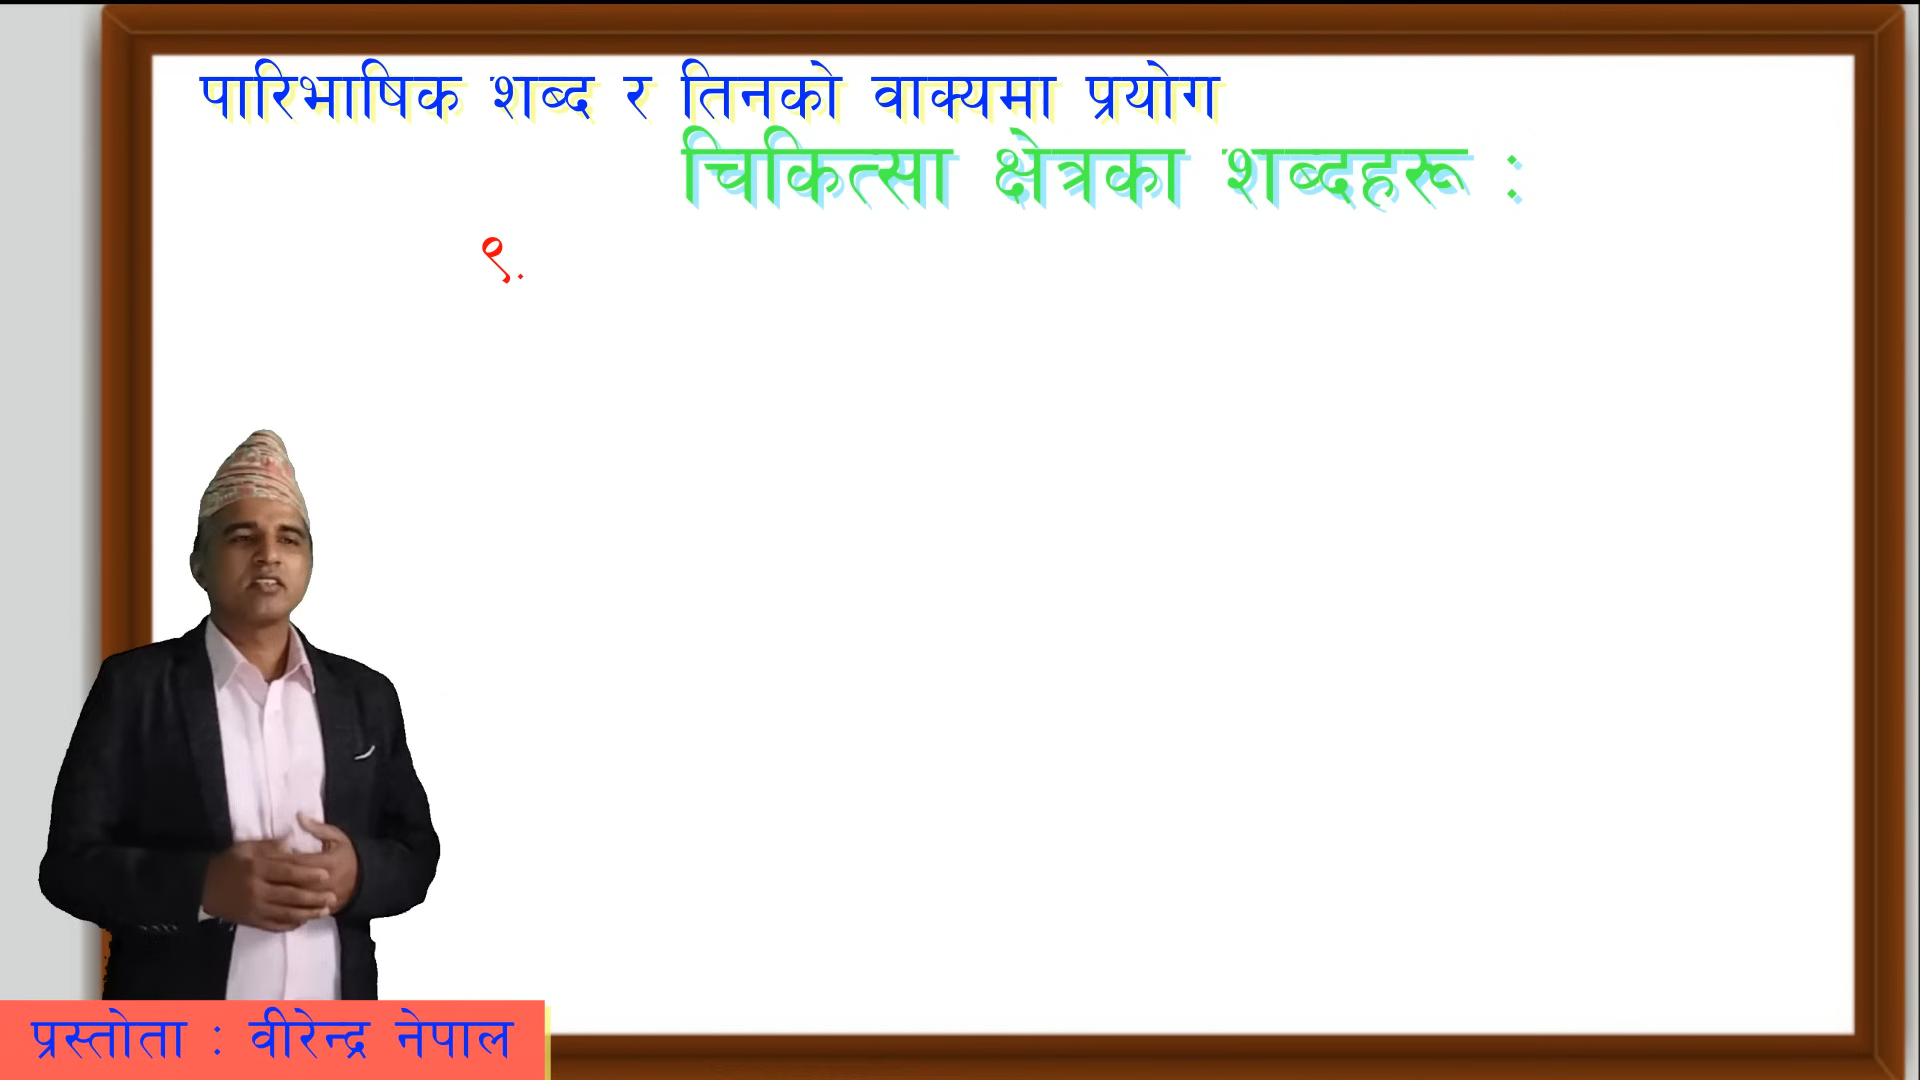 पारिभाषिक शब्द र तिनको वाक्यमा प्रयोग
चिकित्सा क्षेत्रका शब्दहरू :
१.
प्रस्तोता : वीरेन्द्र नेपाल